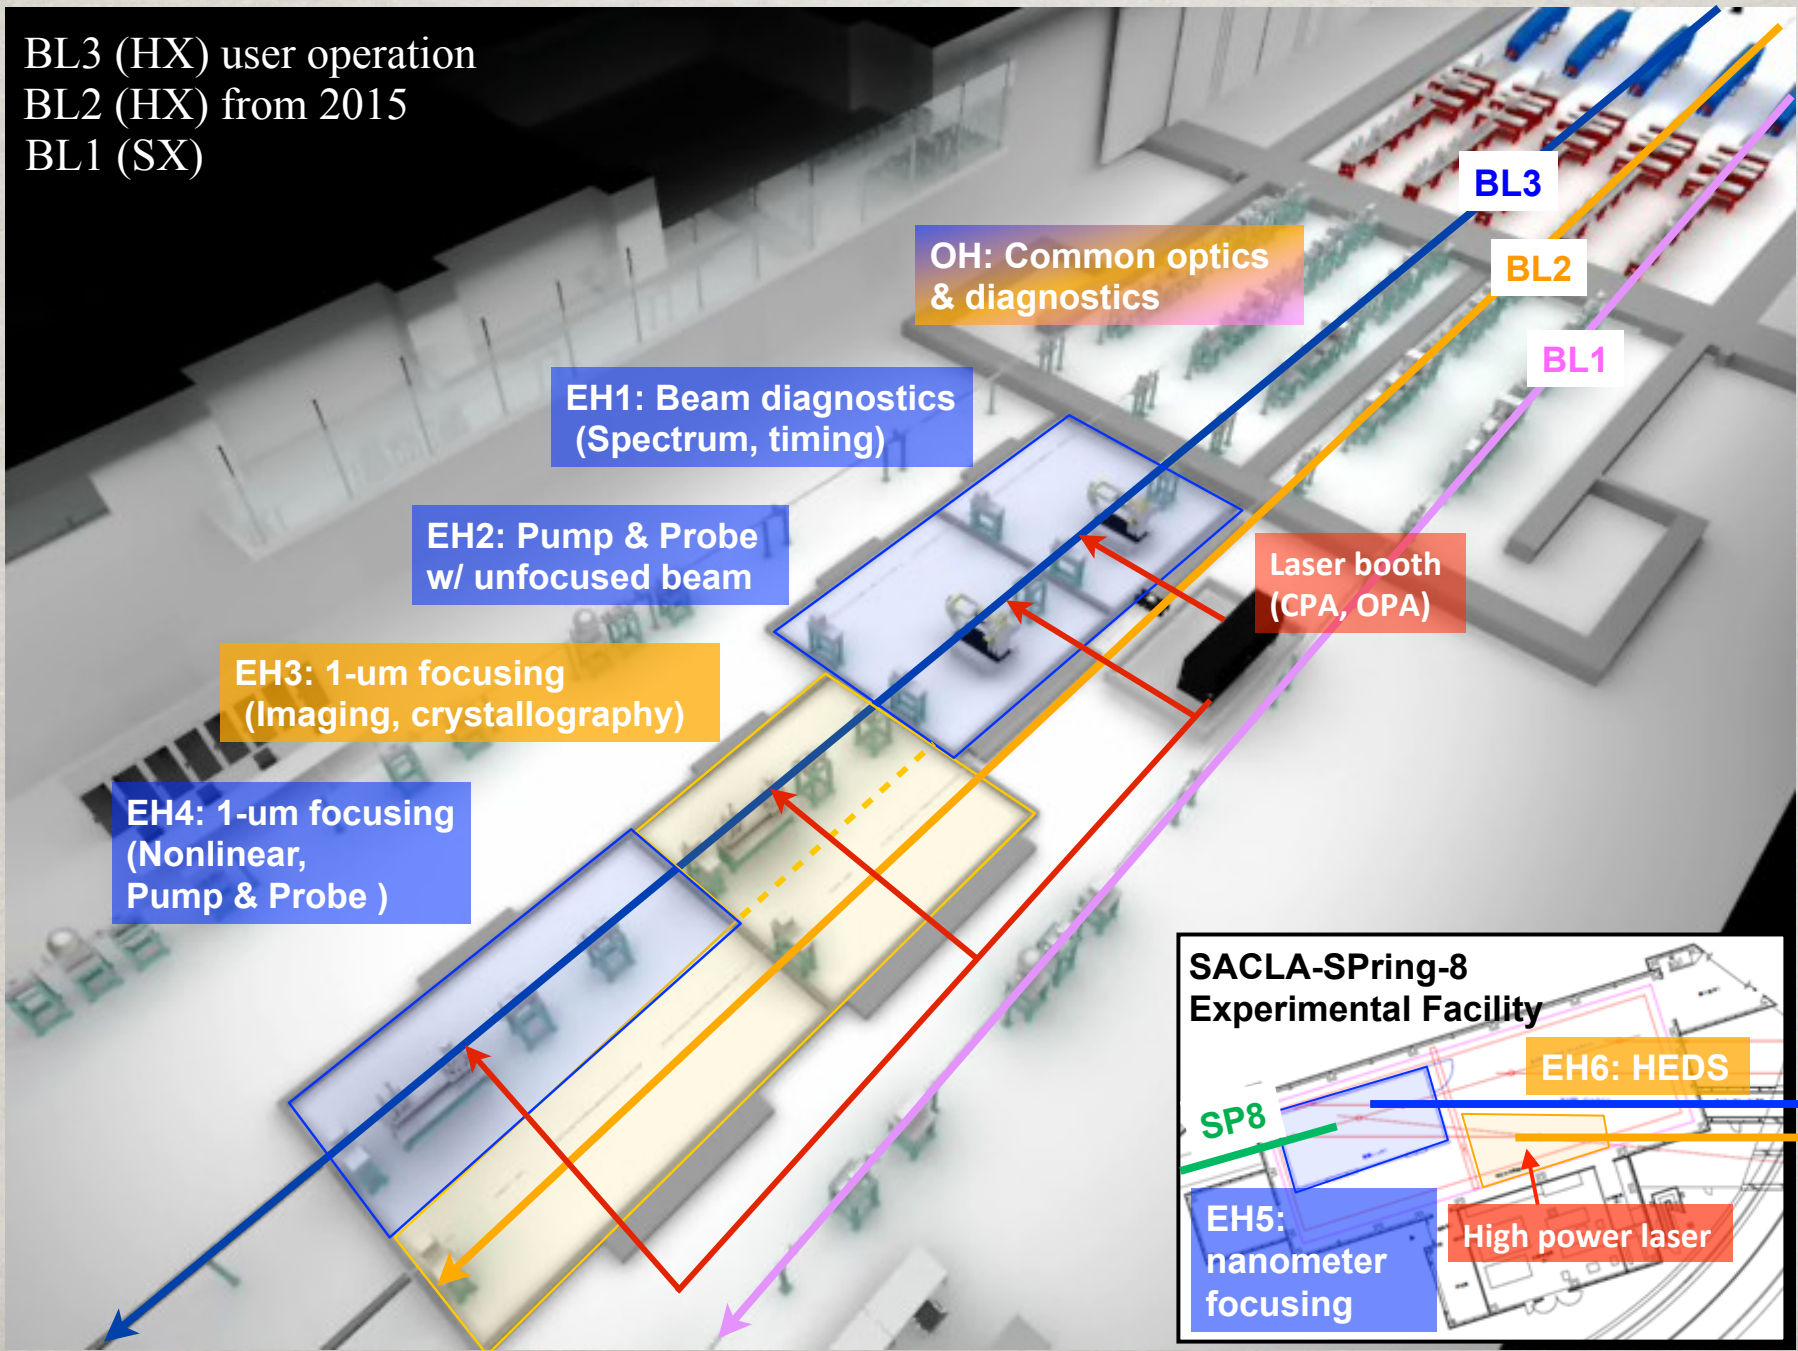 BL3 (HX) user operation
BL2 (HX) from 2015
BL1 (SX)
BL3
BL2
BL1
OH: Common optics
& diagnostics
EH1: Beam diagnostics
(Spectrum, timing)
EH2: Pump & Probe
w/ unfocused beam
Laser booth
(CPA, OPA)
EH3: 1-um focusing
(Imaging, crystallography)
EH4: 1-um focusing
(Nonlinear,
Pump & Probe )
SACLA-SPring-8
Experimental Facility
EH6: HEDS
SP8
EH5:
nanometer
focusing
High power laser